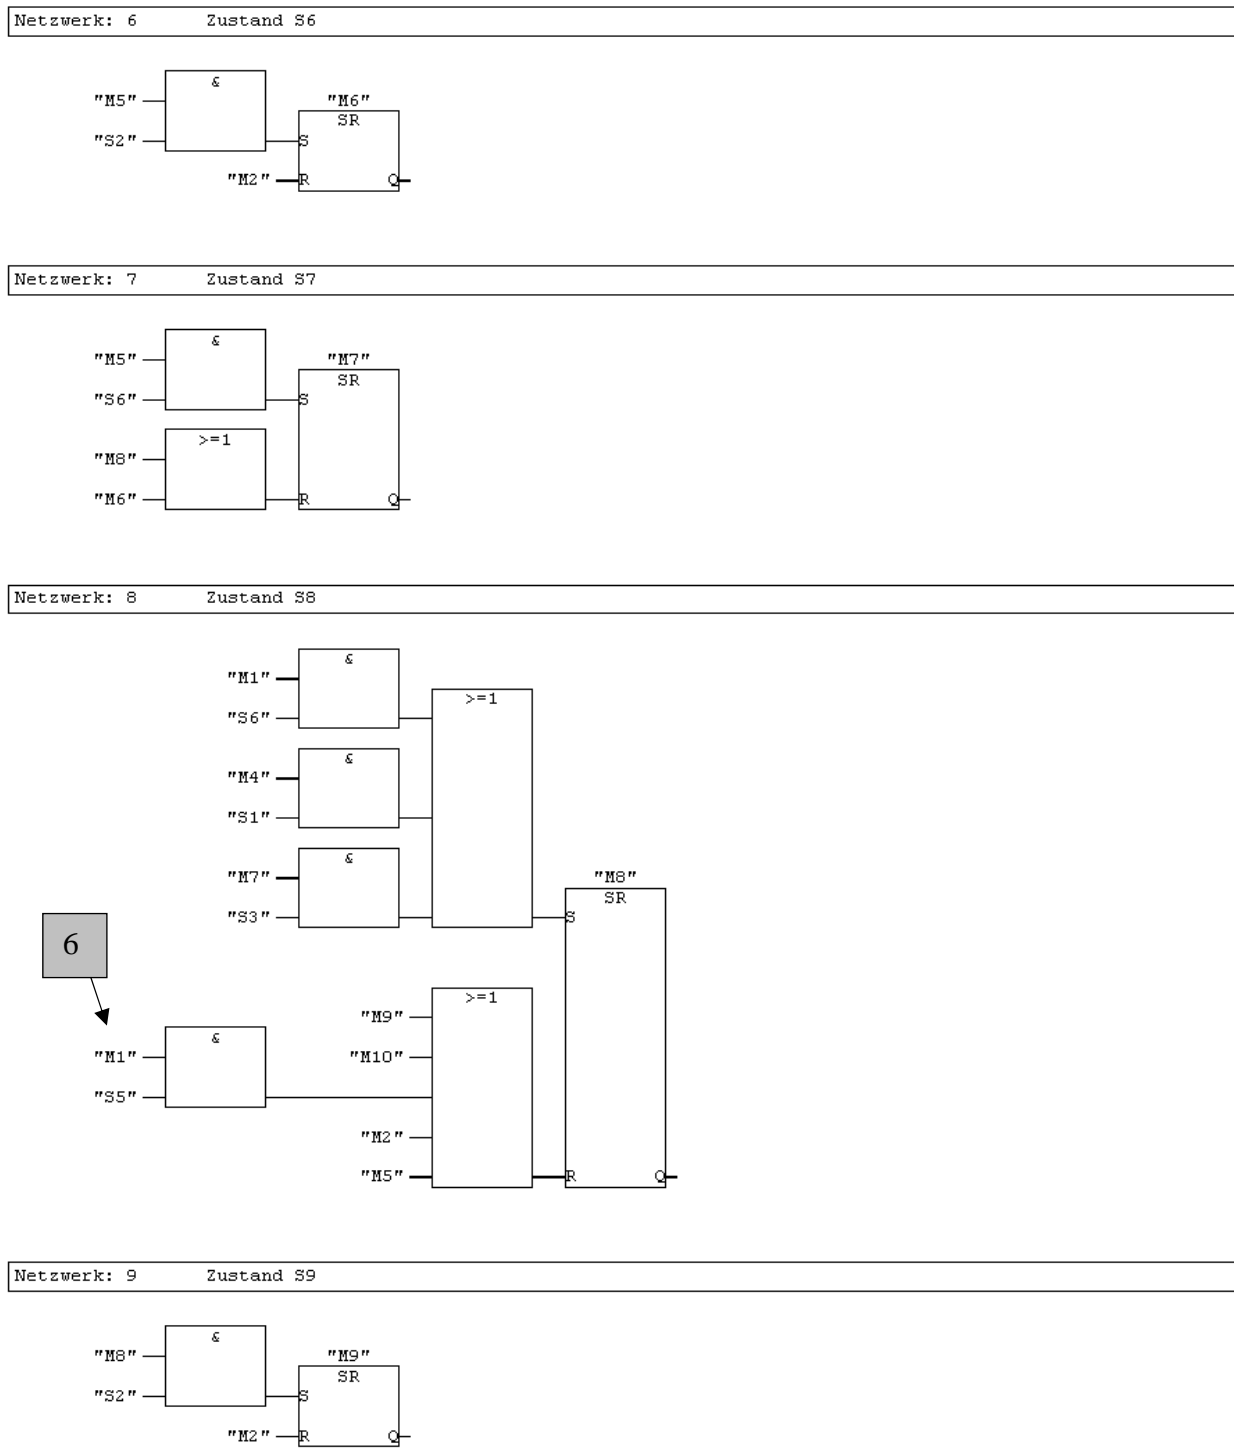 Netzwerk: 6 Zustand S6
&
"M5" "M6"
SR
"S2" S
"M2" R Q
Netzwerk: 7 Zustand S7
&
"M5" "M7"
SR
"S6" S
>=1
"M8"
"M6" R Q
Netzwerk: 8 Zustand S8
&
"M1"
>=1
"S6"
&
"M4"
"S1"
&
"M7" "M8"
SR
"S3" S
6
>=1
"M9"
&
"M1" "M10"
"S5"
"M2"
"M5" R Q
Netzwerk: 9 Zustand S9
&
"M8" "M9"
SR
"S2" S
"M2" R Q